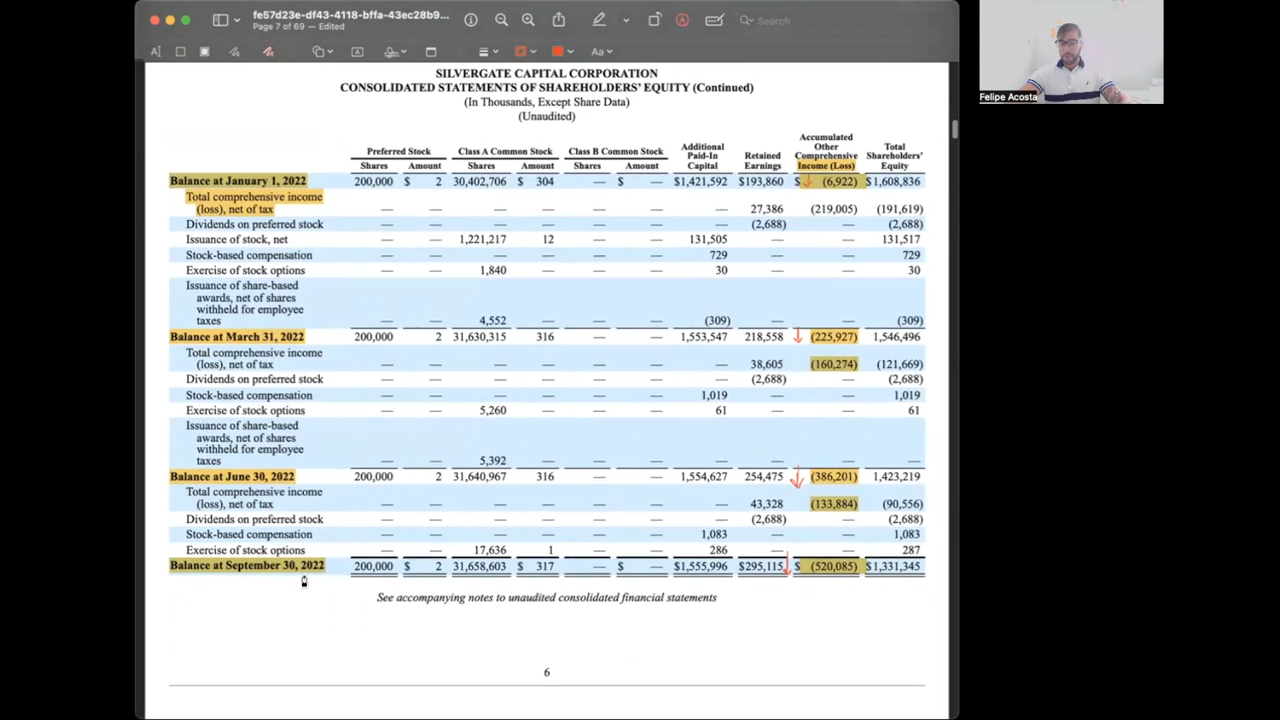 fe57d23e-df43-4118-bffa-43ec28b9...
Page 7 of 69 — Edited
Search
Aa
Felipe Acosta
SILVERGATE CAPITAL CORPORATION
CONSOLIDATED STATEMENTS OF SHAREHOLDERS' EQUITY (Continued)
(In Thousands, Except Share Data)
(Unaudited)
Preferred Stock Class A Common Stock Class B Common Stock Additional Paid-In Capital Retained Earnings Accumulated Other Comprehensive Income (Loss) Total Shareholders' Equity
Shares Amount Shares Amount Shares Amount
Balance at January 1, 2022 200,000 $ 2 30,402,706 $ 304 — $ — $1,421,592 $193,860 $ (6,922) $1,608,836
Total comprehensive income
(loss), net of tax — — — — — — — 27,386 (219,005) (191,619)
Dividends on preferred stock — — — — — — — (2,688) — (2,688)
Issuance of stock, net — — 1,221,217 12 — — 131,505 — — 131,517
Stock-based compensation — — — — — — 729 — — 729
Exercise of stock options — — 1,840 — — — 30 — — 30
Issuance of share-based
awards, net of shares
withheld for employee
taxes — — 4,552 — — — (309) — — (309)
Balance at March 31, 2022 200,000 2 31,630,315 316 — — 1,553,547 218,558 (225,927) 1,546,496
Total comprehensive income
(loss), net of tax — — — — — — — 38,605 (160,274) (121,669)
Dividends on preferred stock — — — — — — — (2,688) — (2,688)
Stock-based compensation — — — — — — 1,019 — — 1,019
Exercise of stock options — — 5,260 — — — 61 — — 61
Issuance of share-based
awards, net of shares
withheld for employee
taxes — — 5,392 — — — — — — —
Balance at June 30, 2022 200,000 2 31,640,967 316 — — 1,554,627 254,475 (386,201) 1,423,219
Total comprehensive income
(loss), net of tax — — — — — — — 43,328 (133,884) (90,556)
Dividends on preferred stock — — — — — — — (2,688) — (2,688)
Stock-based compensation — — — — — — 1,083 — — 1,083
Exercise of stock options — — 17,636 1 — — 286 — — 287
Balance at September 30, 2022 200,000 $ 2 31,658,603 $ 317 — $ — $1,555,996 $295,115 $ (520,085) $1,331,345
See accompanying notes to unaudited consolidated financial statements
6